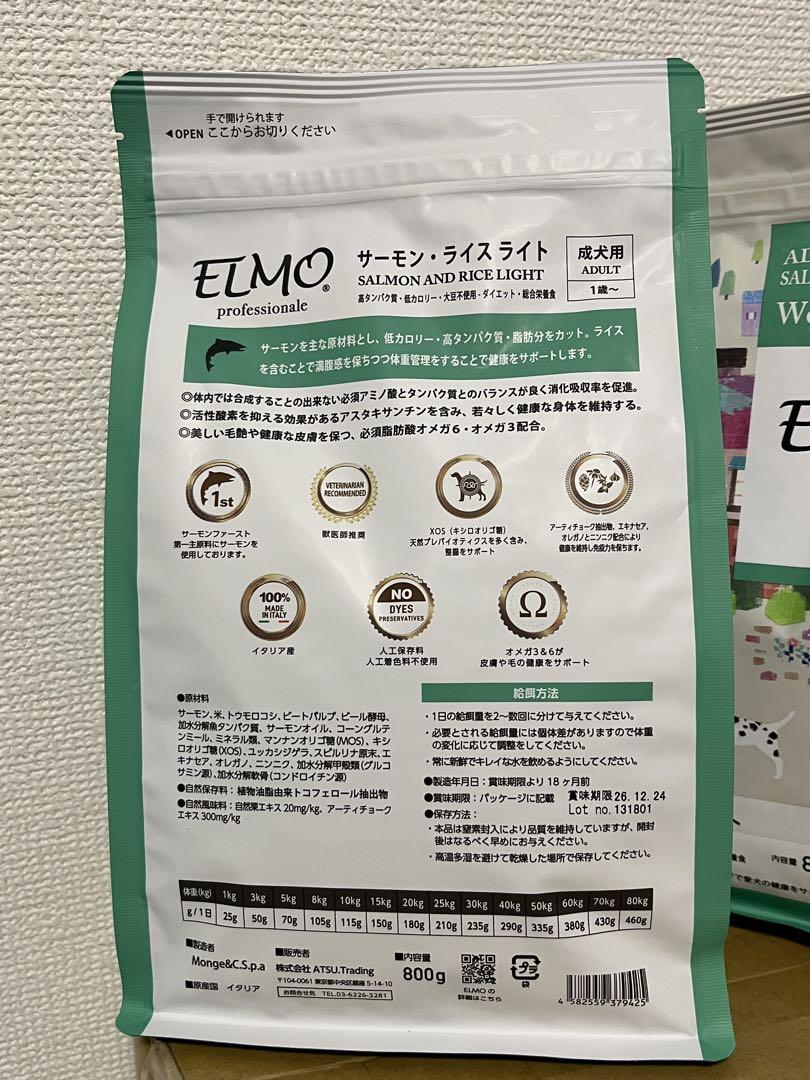 手で開けられます
◀OPEN ここからお切りください
ELMO®
professionale
サーモン・ライス ライト
SALMON AND RICE LIGHT
高タンパク質・低カロリー・大豆不使用 - ダイエット・総合栄養食
成犬用
ADULT
1歳〜
サーモンを主な原材料とし、低カロリー・高タンパク質・脂肪分をカット。ライス
を含むことで満腹感を保ちつつ体重管理をすることで健康をサポートします。
◎体内では合成することの出来ない必須アミノ酸とタンパク質とのバランスが良く消化吸収率を促進。
◎活性酸素を抑える効果があるアスタキサンチンを含み、若々しく健康な身体を維持する。
◎美しい毛艶や健康な皮膚を保つ、必須脂肪酸オメガ6・オメガ3配合。
1st
サーモンファースト
第一主原料にサーモンを
使用しております。
VETERINARIAN
RECOMMENDED
獣医師推奨
XOS（キシロオリゴ糖）
天然プレバイオティクスを多く含み、
整腸をサポート
アーティチョーク抽出物、エキナセア、
オレガノとニンニク配合により
健康を維持し免疫力を保ちます。
100%
MADE
IN ITALY
イタリア産
NO
DYES
PRESERVATIVES
人工保存料
人工着色料不使用
Ω
オメガ3&6が
皮膚や毛の健康をサポート
●原材料
サーモン、米、トウモロコシ、ビートパルプ、ビール酵母、
加水分解魚タンパク質、サーモンオイル、コーングルテ
ンミール、ミネラル類、マンナンオリゴ糖(MOS)、キシ
ロオリゴ糖(XOS)、ユッカシジゲラ、スピルリナ原末、エ
キナセア、オレガノ、ニンニク、加水分解甲殻類(グルコ
サミン源)、加水分解軟骨(コンドロイチン源)
●自然保存料：植物油脂由来トコフェロール抽出物
●自然風味料：自然栗エキス20mg/kg、アーティチョーク
エキス300mg/kg
給餌方法
・1日の給餌量を2〜数回に分けて与えてください。
・必要とされる給餌量には個体差がありますので体重
の変化に応じて調整をしてください。
・常に新鮮でキレイな水を飲めるようにしてください。
●製造年月日：賞味期限より18ヶ月前
●賞味期限：パッケージに記載 賞味期限26.12.24
Lot no.131801
●保存方法：
・本品は窒素封入により品質を維持していますが、開封
後はなるべく早めにお与えください。
・高温多湿を避けて乾燥した場所で保存してください。
体重(kg) 1kg 3kg 5kg 8kg 10kg 15kg 20kg 25kg 30kg 40kg 50kg 60kg 70kg 80kg
g/1日 25g 50g 70g 105g 115g 150g 180g 210g 235g 290g 335g 380g 430g 460g
■製造者
Monge&C.S.p.a
■原産国 イタリア
■販売者
株式会社 ATSU.Trading
〒104-0061 東京都中央区銀座5-14-10
お問合せ先 TEL.03-6226-3281
■内容量
800g
ELMOの
詳細はこちら
プラ
袋
4 582559 379425
AD
SAL
We
E
内容量 8